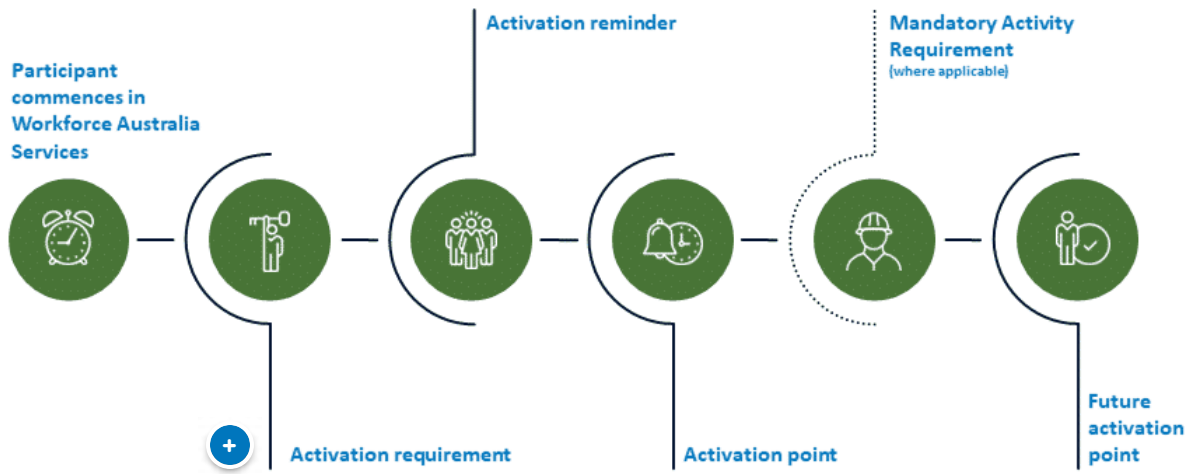 Participant
commences in
Workforce Australia
Services
Activation requirement
Activation reminder
Activation point
Mandatory Activity
Requirement
(where applicable)
Future
activation
point
+